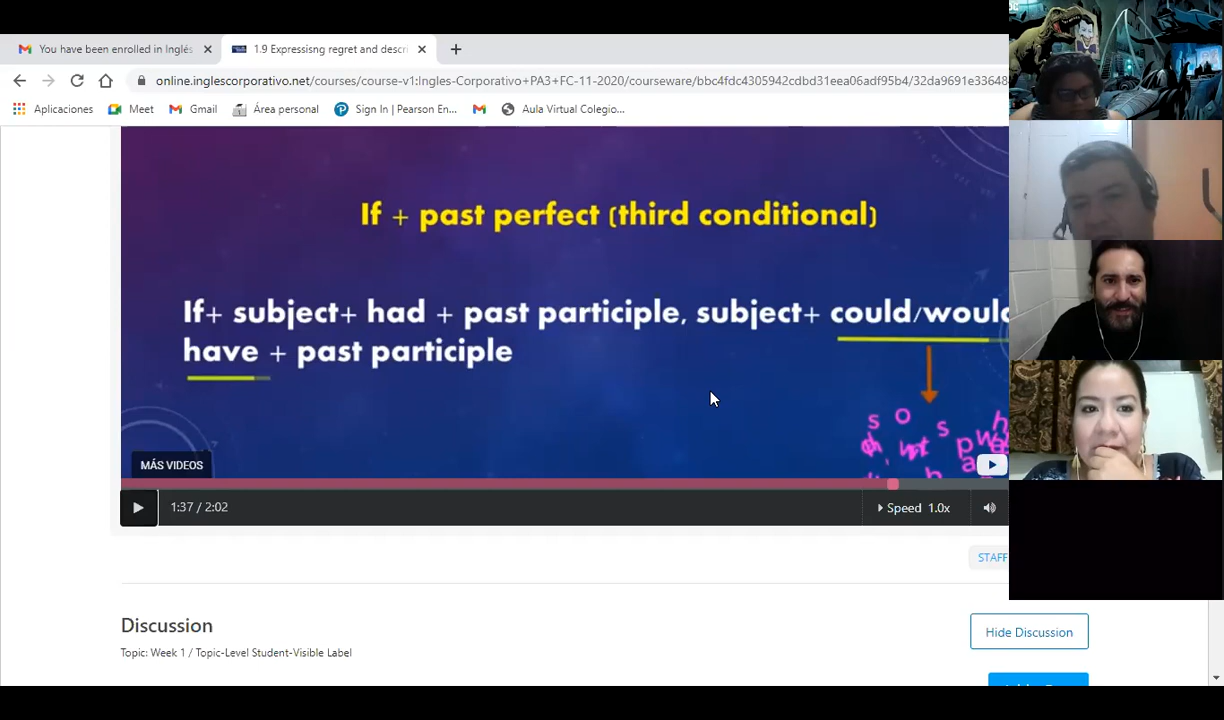 You have been enrolled in Inglés
1.9 Expressisng regret and descri
online.inglescorporativo.net/courses/course-v1:Ingles-Corporativo+PA3+FC-11-2020/courseware/bbc4fdc4305942cdbd31eea06adf95b4/32da9691e33648
Aplicaciones Meet Gmail Área personal Sign In | Pearson En... Aula Virtual Colegio...
If + past perfect (third conditional)
If+ subject+ had + past participle, subject+ could/would
have + past participle
MÁS VIDEOS
1:37 / 2:02
Speed 1.0x
STAFF
Discussion
Hide Discussion
Topic: Week 1 / Topic-Level Student-Visible Label